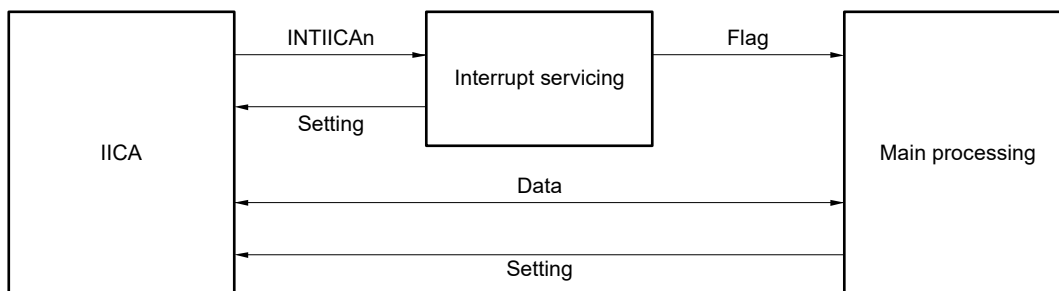 INTIICAn
Flag
Interrupt servicing
Setting
IICA
Main processing
Data
Setting